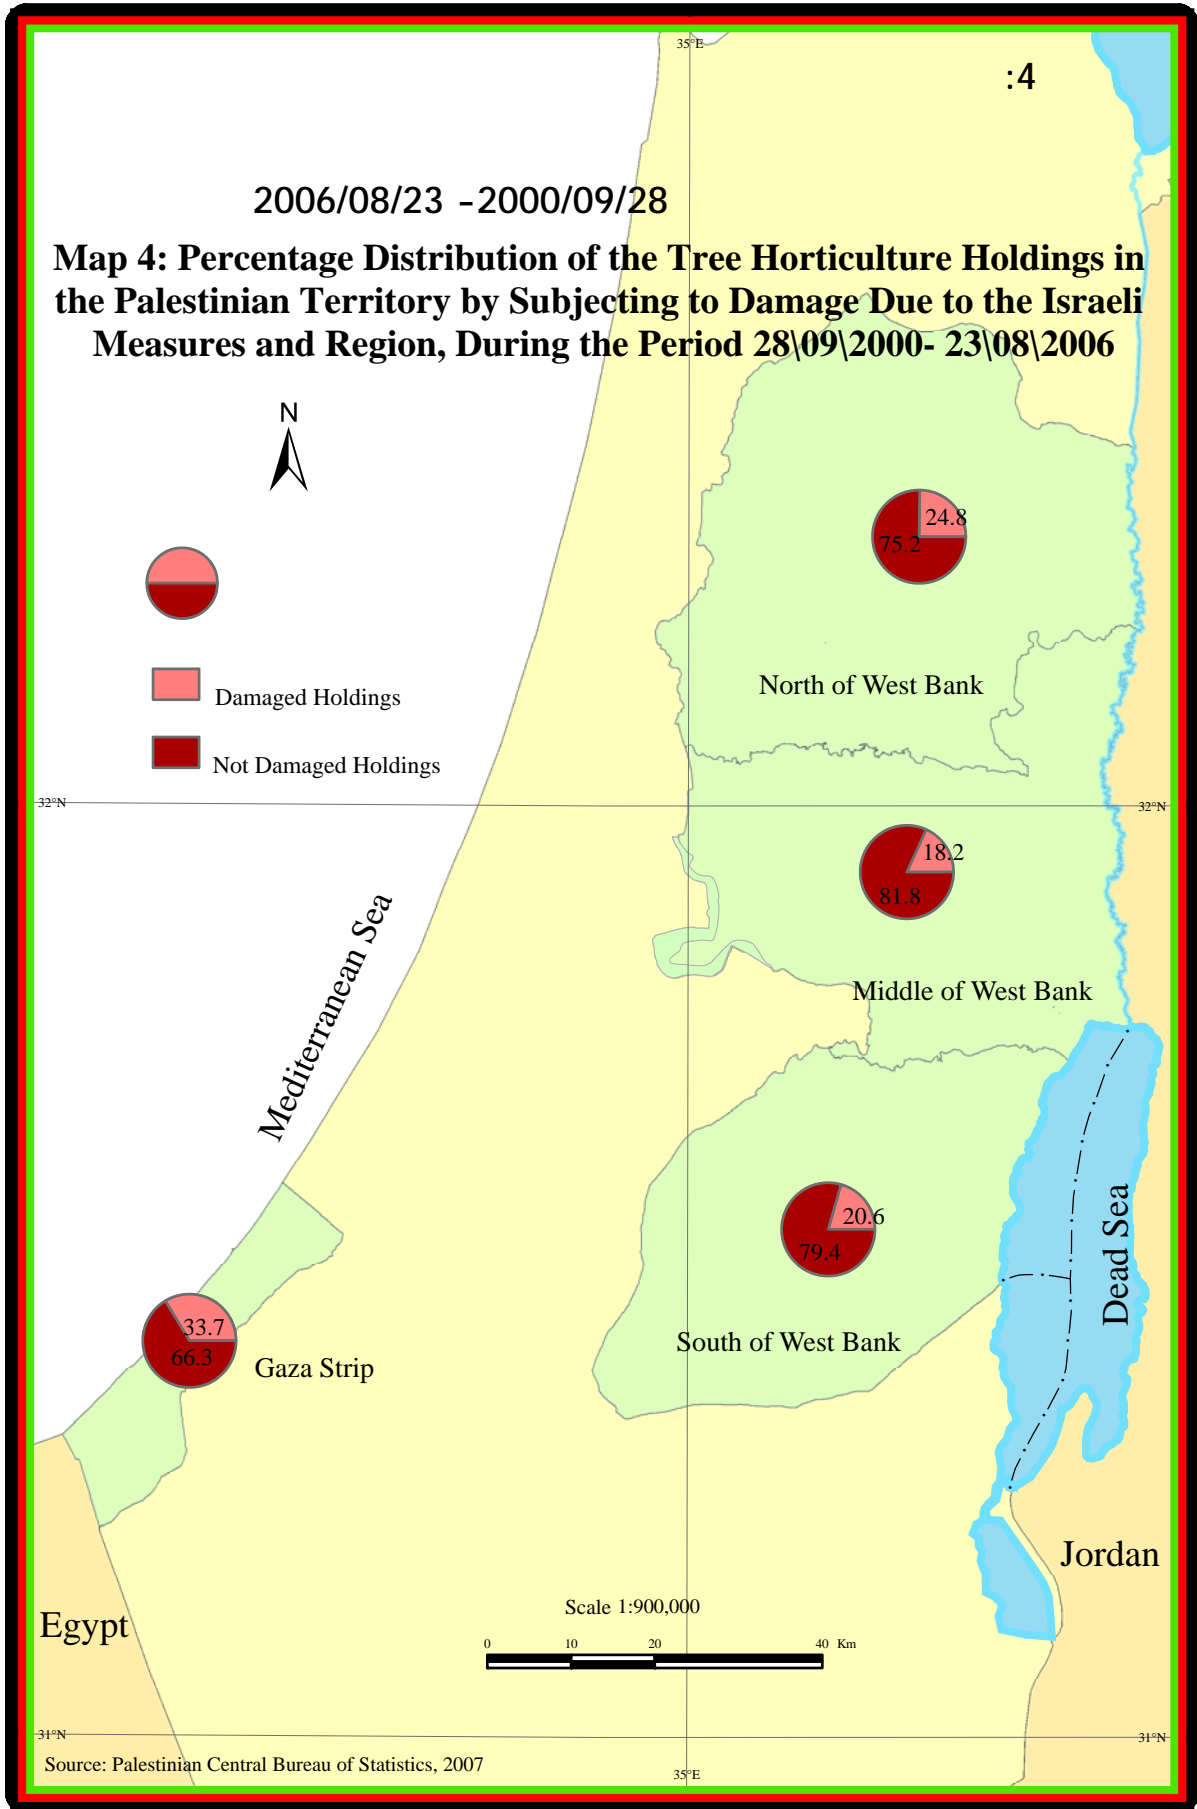 35°E
:4
2006/08/23 -2000/09/28
Map 4: Percentage Distribution of the Tree Horticulture Holdings in
the Palestinian Territory by Subjecting to Damage Due to the Israeli
Measures and Region, During the Period 28\09\2000- 23\08\2006
N
24.8
75.2
North of West Bank
Damaged Holdings
Not Damaged Holdings
32°N
32°N
18.2
81.8
Mediterranean Sea
Middle of West Bank
20.6
79.4
Dead Sea
33.7
66.3
Gaza Strip
South of West Bank
Jordan
Egypt
Scale 1:900,000
0 10 20 40 Km
31°N
31°N
Source: Palestinian Central Bureau of Statistics, 2007
35°E